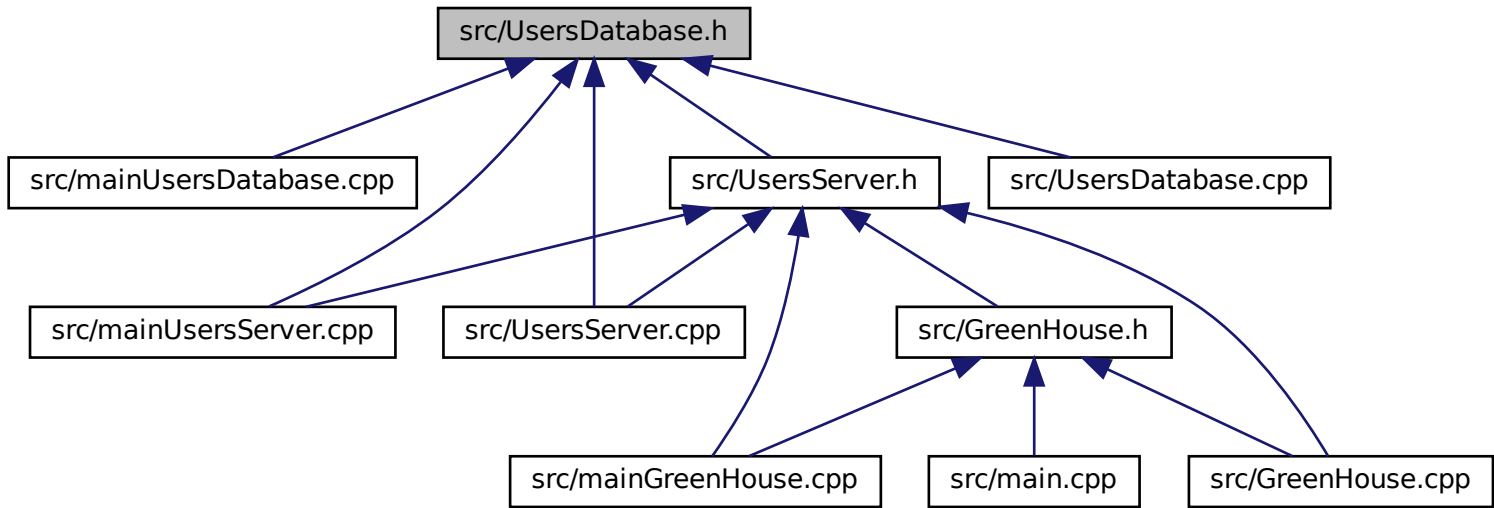 src/UsersDatabase.h
src/mainUsersDatabase.cpp
src/UsersServer.h
src/UsersDatabase.cpp
src/mainUsersServer.cpp
src/UsersServer.cpp
src/GreenHouse.h
src/mainGreenHouse.cpp
src/main.cpp
src/GreenHouse.cpp